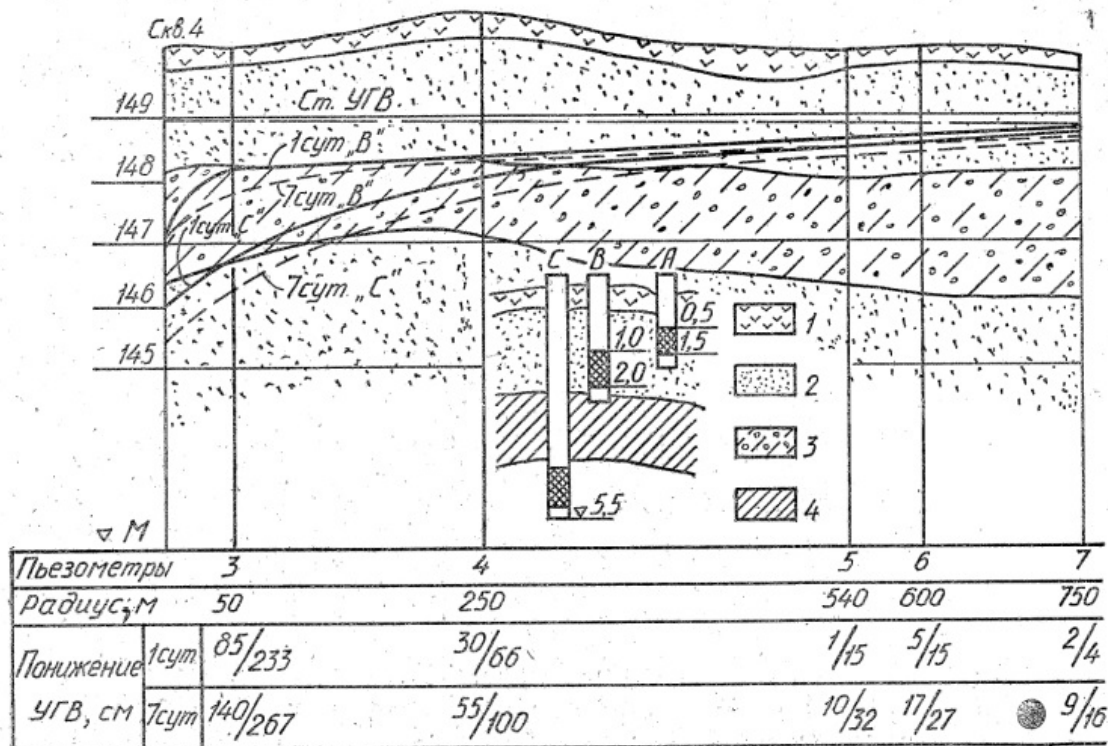 1
Скв. 4
149
Ст. УГВ
1сут „В"
148
7сут „В"
1сут „С"
147
С В А
7сут „С"
146
0,5
1
1,0
1,5
145
2,0
2
3
5,5
4
▽ М
Пьезометры 3 4 5 6 7
Радиус, м 50 250 540 600 750
Понижение УГВ, см
1сут 85/233 30/66 1/15 5/15 2/4
7сут 140/267 55/100 10/32 17/27 9/16